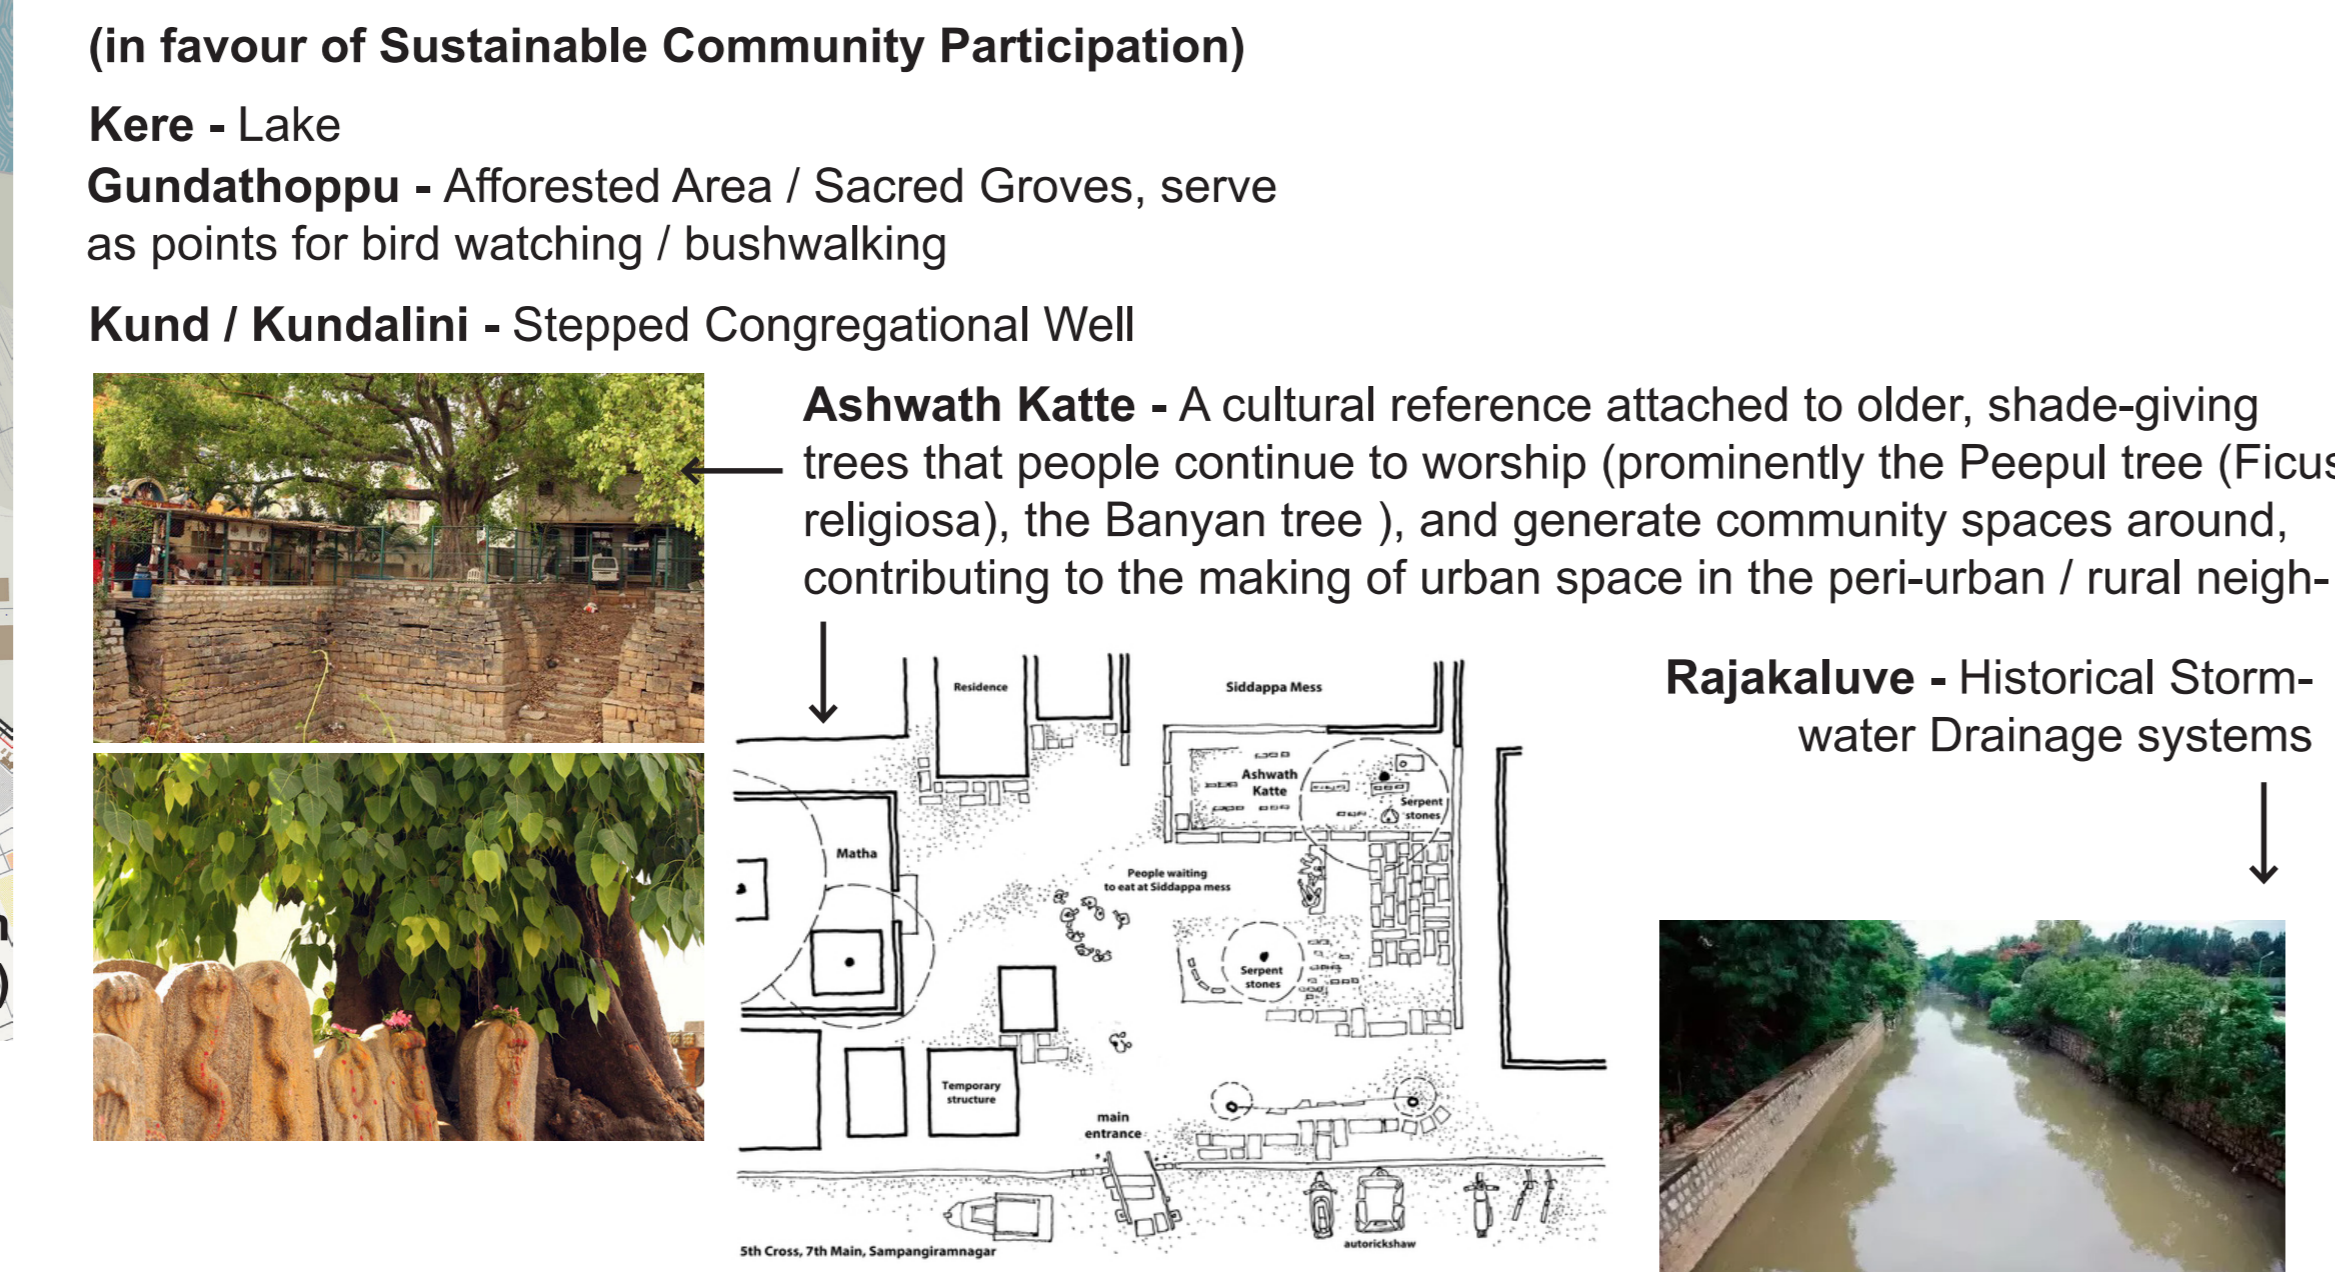 (in favour of Sustainable Community Participation)
Kere - Lake
Gundathoppu - Afforested Area / Sacred Groves, serve
as points for bird watching / bushwalking
Kund / Kundalini - Stepped Congregational Well
Ashwath Katte - A cultural reference attached to older, shade-giving
trees that people continue to worship (prominently the Peepul tree (Ficus
religiosa), the Banyan tree ), and generate community spaces around,
contributing to the making of urban space in the peri-urban / rural neigh-
Rajakaluve - Historical Storm-
water Drainage systems
Residence
Siddappa Mess
Ashwath
Katte
Serpent
stones
Matha
People waiting
to eat at Siddappa mess
Serpent
stones
Temporary
structure
main
entrance
autorickshaw
5th Cross, 7th Main, Sampangiramnagar